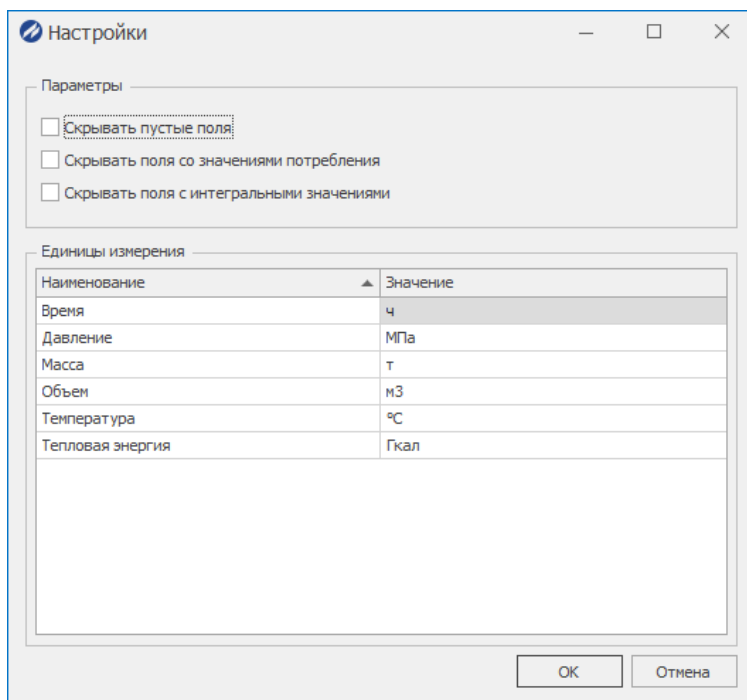 Настройки
Параметры
Скрывать пустые поля
Скрывать поля со значениями потребления
Скрывать поля с интегральными значениями
Единицы измерения
Наименование Значение
Время ч
Давление МПа
Масса т
Объем м3
Температура °С
Тепловая энергия Гкал
ОК Отмена